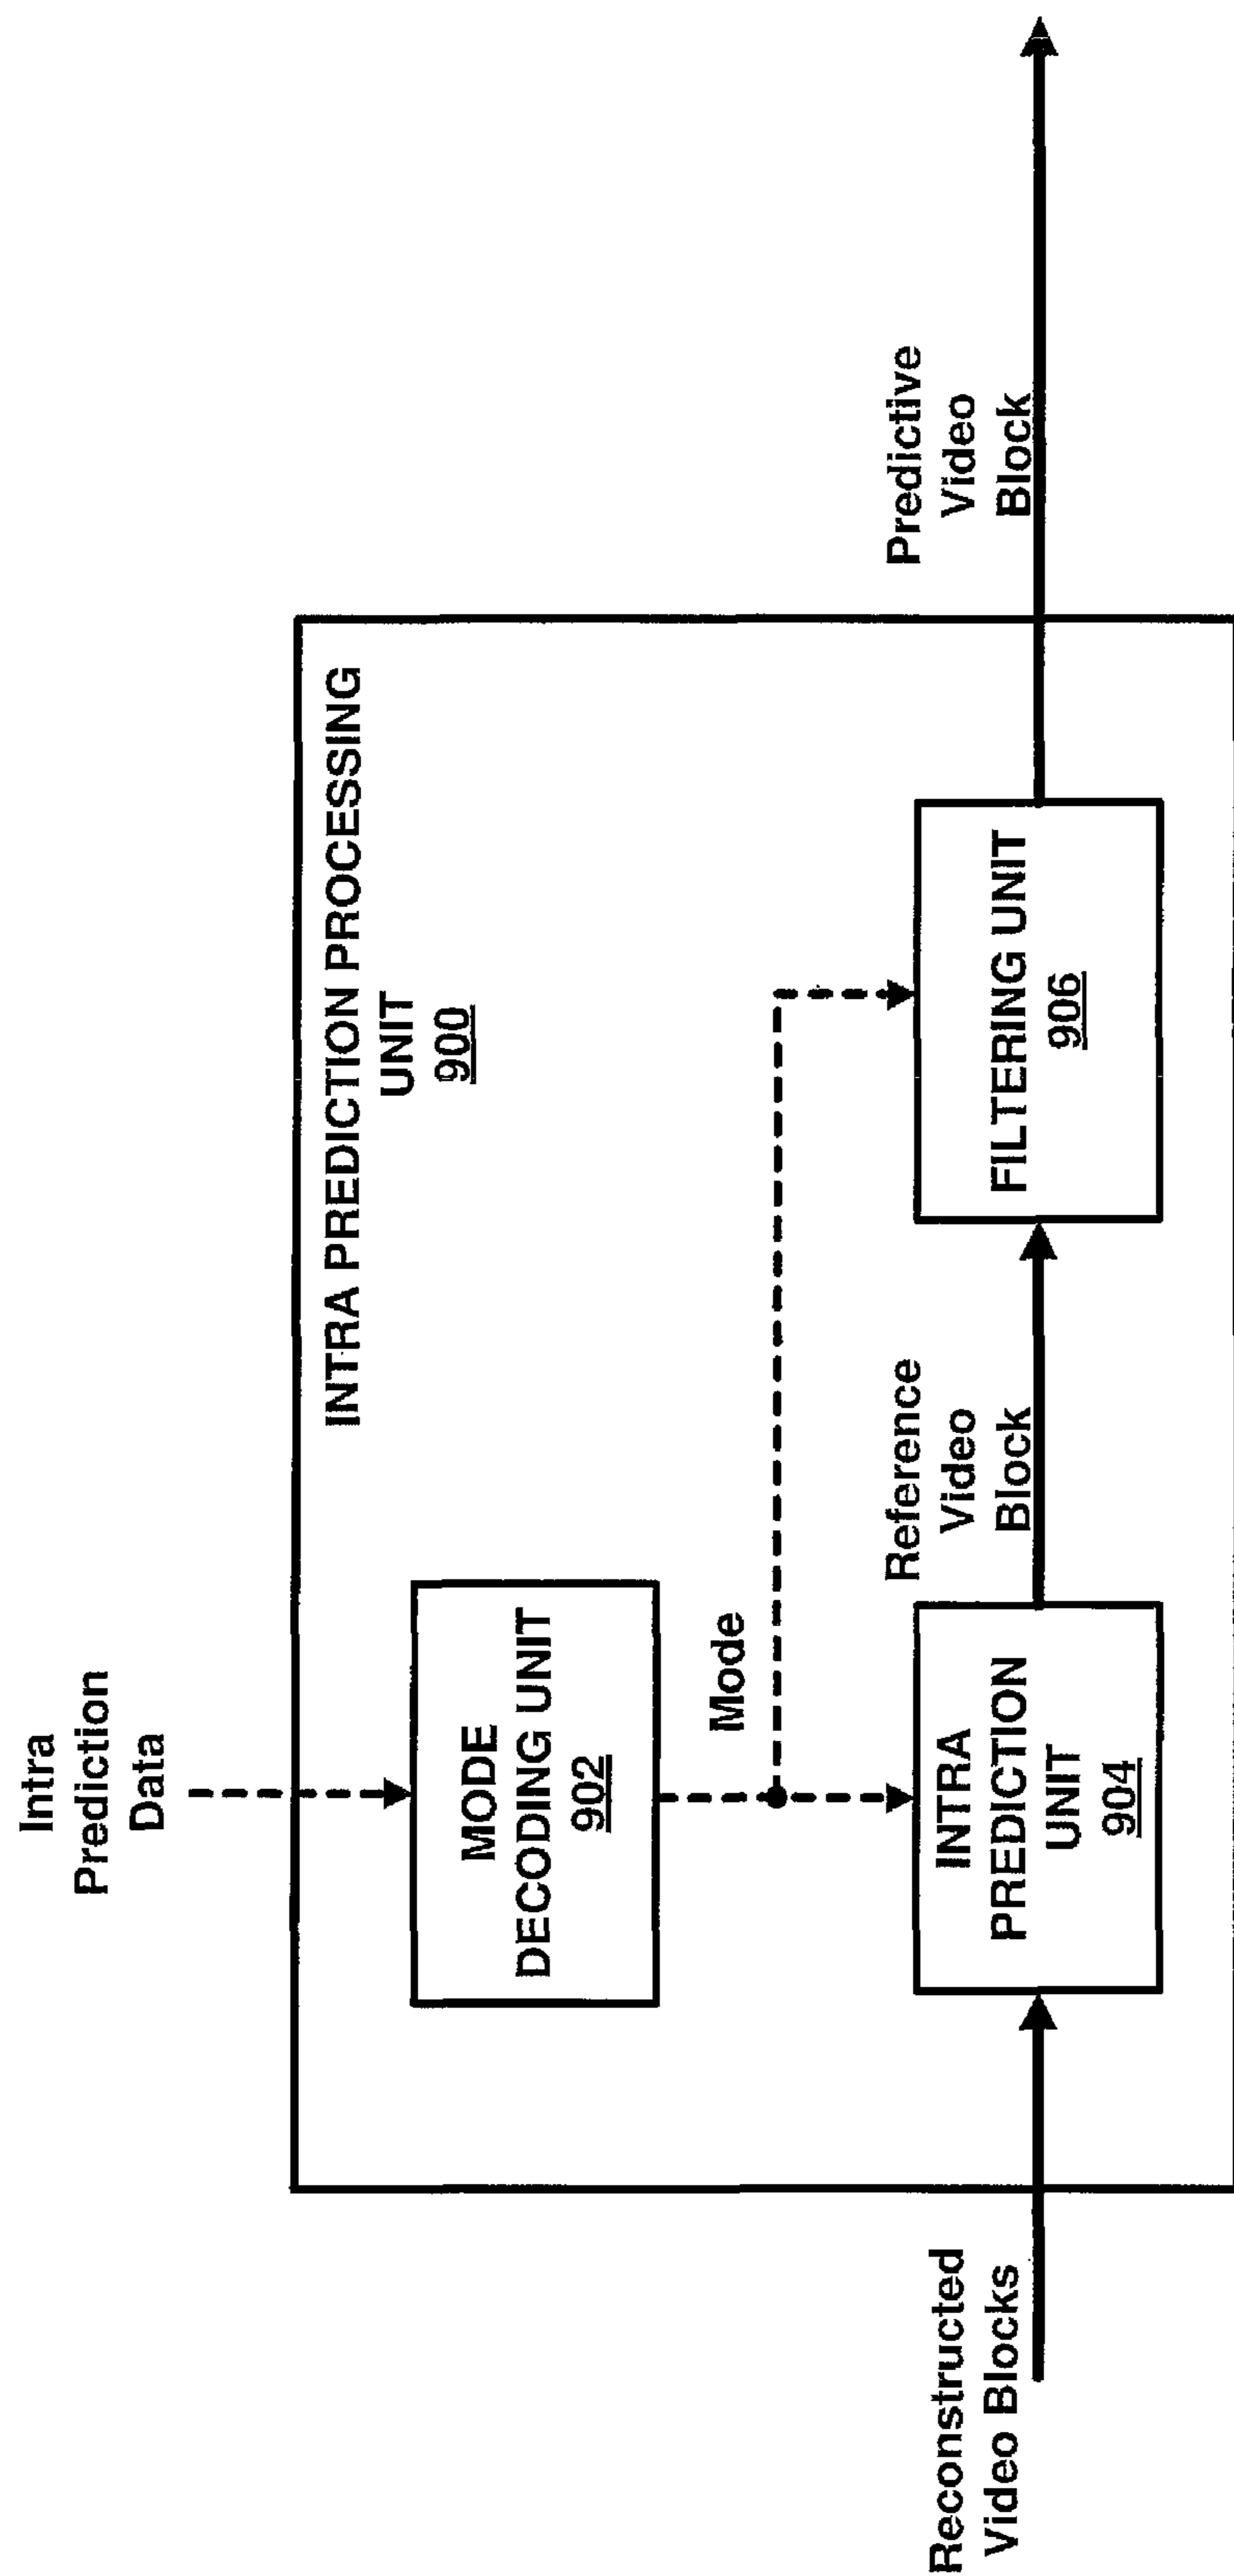 Intra
Prediction
Data
INTRA PREDICTION PROCESSING
UNIT
900
MODE
DECODING UNIT
902
Mode
Reconstructed
Video Blocks
INTRA
PREDICTION
UNIT
904
Reference
Video
Block
FILTERING UNIT
906
Predictive
Video
Block